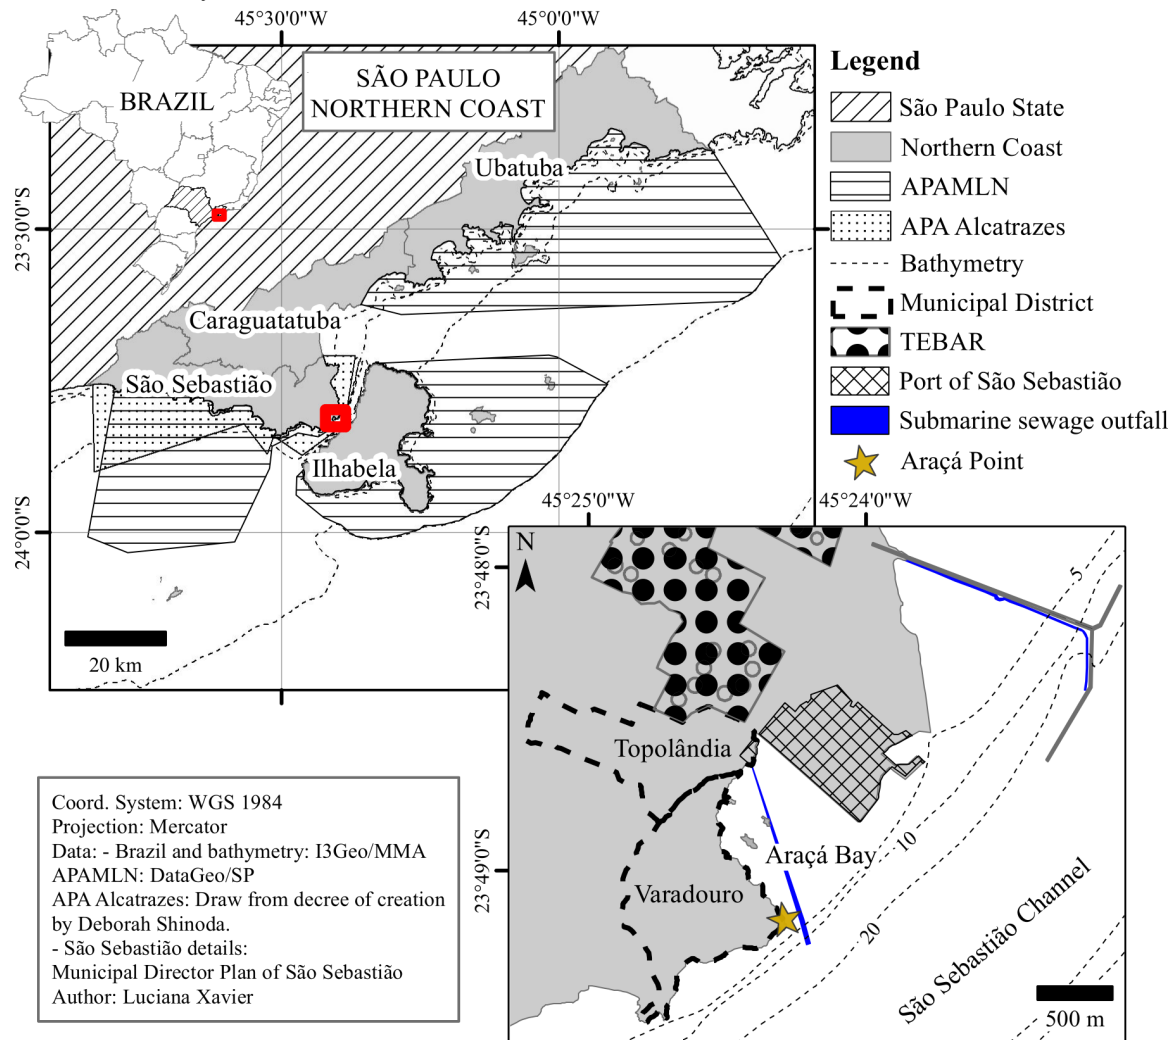 45°30'0"W
45°0'0"W
BRAZIL
SÃO PAULO
NORTHERN COAST
Ubatuba
23°30'0"S
Caraguatatuba
São Sebastião
Ilhabela
24°0'0"S
20 km
Legend
São Paulo State
Northern Coast
APAMLN
APA Alcatrazes
Bathymetry
Municipal District
TEBAR
Port of São Sebastião
Submarine sewage outfall
Araçá Point
45°25'0"W
45°24'0"W
N
23°48'0"S
5
Topolândia
Araçá Bay
10
Varadouro
23°49'0"S
20
São Sebastião Channel
500 m
Coord. System: WGS 1984
Projection: Mercator
Data: - Brazil and bathymetry: I3Geo/MMA
APAMLN: DataGeo/SP
APA Alcatrazes: Draw from decree of creation
by Deborah Shinoda.
- São Sebastião details:
Municipal Director Plan of São Sebastião
Author: Luciana Xavier